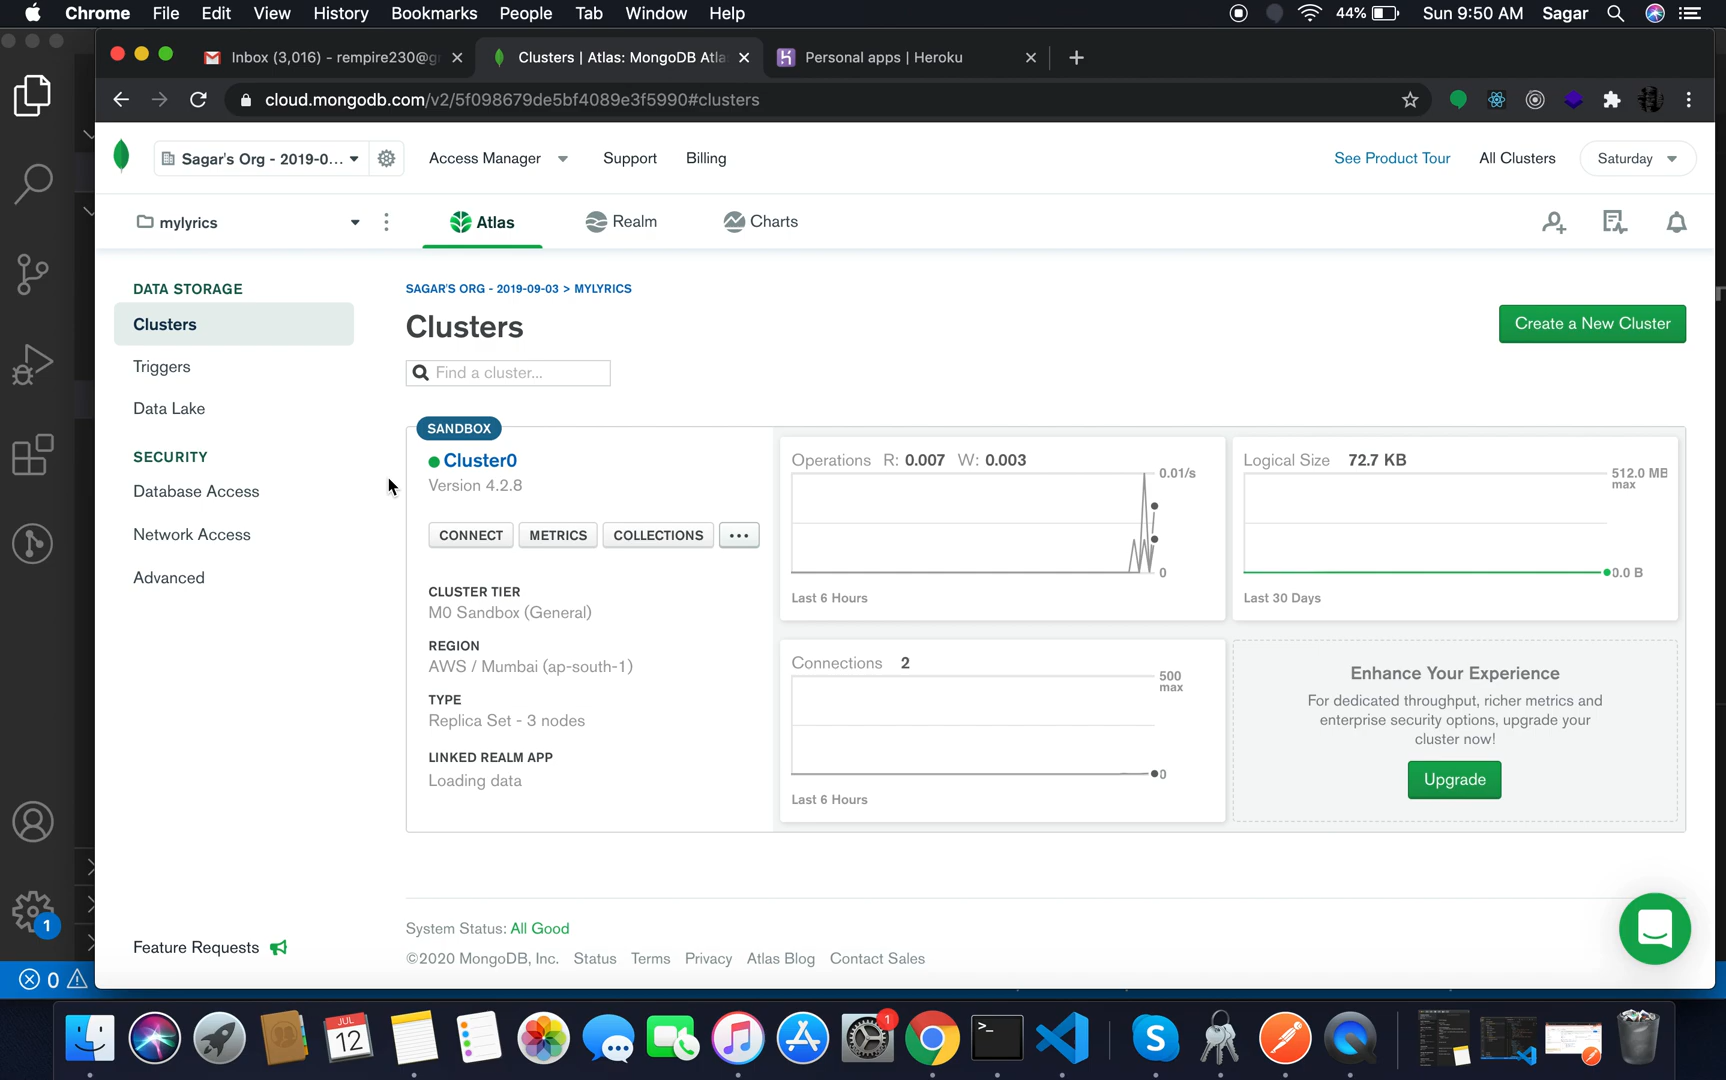 Chrome File Edit View History Bookmarks People Tab Window Help 44% Sun 9:50 AM Sagar
Inbox (3,016) - rempire230@g
Clusters | Atlas: MongoDB Atla
Personal apps | Heroku
cloud.mongodb.com/v2/5f098679de5bf4089e3f5990#clusters
Sagar's Org - 2019-0... Access Manager Support Billing See Product Tour All Clusters Saturday
mylyrics Atlas Realm Charts
DATA STORAGE
Clusters
Triggers
Data Lake
SECURITY
Database Access
Network Access
Advanced
Feature Requests
SAGAR'S ORG - 2019-09-03 > MYLYRICS
Clusters
Create a New Cluster
Find a cluster...
SANDBOX
Cluster0
Version 4.2.8
CONNECT METRICS COLLECTIONS ...
CLUSTER TIER
M0 Sandbox (General)
REGION
AWS / Mumbai (ap-south-1)
TYPE
Replica Set - 3 nodes
LINKED REALM APP
Loading data
Operations R: 0.007 W: 0.003
0.01/s
0
Last 6 Hours
Logical Size 72.7 KB
512.0 MB
max
0.0 B
Last 30 Days
Connections 2
500
max
0
Last 6 Hours
Enhance Your Experience
For dedicated throughput, richer metrics and
enterprise security options, upgrade your
cluster now!
Upgrade
System Status: All Good
©2020 MongoDB, Inc. Status Terms Privacy Atlas Blog Contact Sales
1
0
JUL
12
1